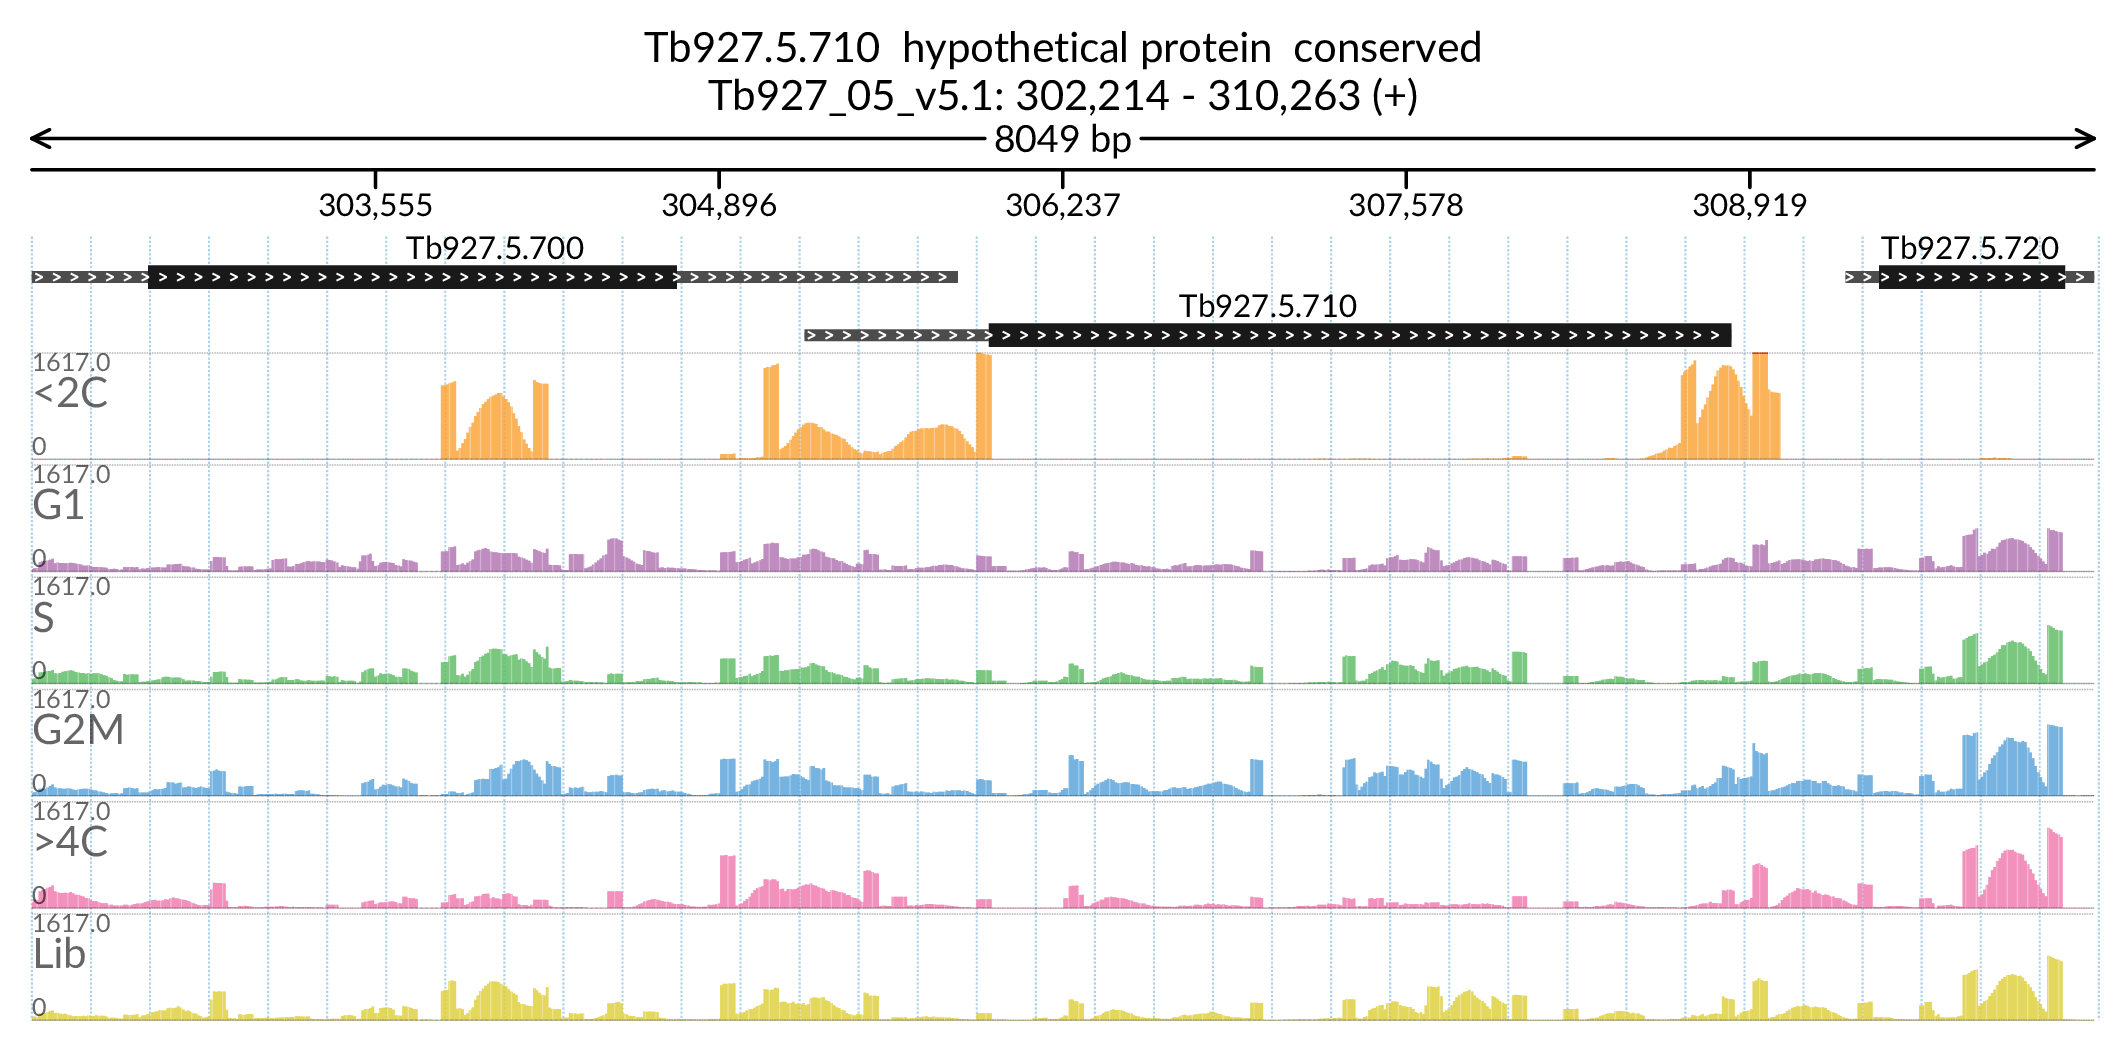 Tb927.5.710  hypothetical protein  conserved
Tb927_05_v5.1: 302,214 - 310,263 (+)
8049 bp
303,555 304,896 306,237 307,578 308,919
Tb927.5.700 Tb927.5.720
Tb927.5.710
1617.0
<2C
0
1617.0
G1
0
1617.0
S
0
1617.0
G2M
0
1617.0
>4C
0
1617.0
Lib
0